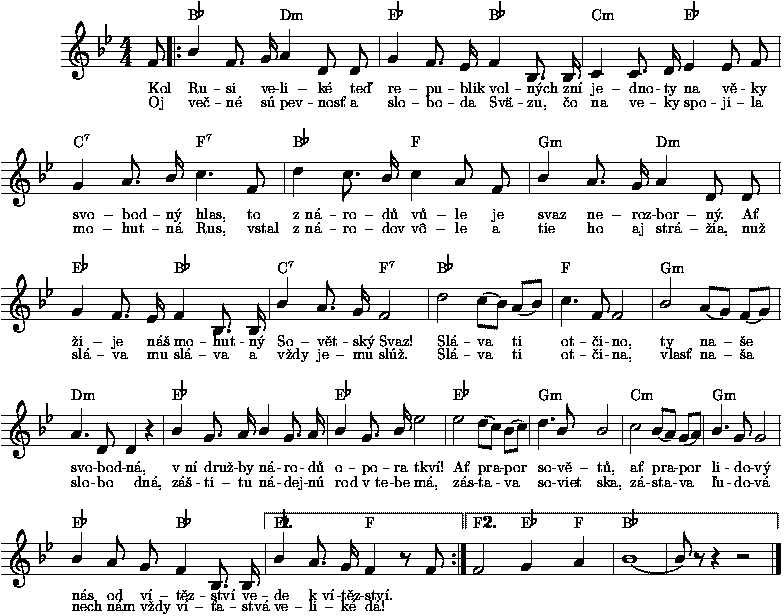 B♭ Dm E♭ B♭ Cm E♭
Kol Ru – si ve–li – ké teď re – pu–blik vol–ných zní je – dno–ty na vě–ky
Oj več–né sú pev–nosť a slo – bo–da Svä–zu, čo na ve–ky spo–jí–la
C7 F7 B♭ F Gm Dm
svo–bod–ný hlas, to z ná–ro–dů vů–le je svaz ne–roz–bor–ný. Ať
mo–hut–ná Rus, vstal z ná–ro–dov vô–le a tie ho aj strá–žia, nuž
E♭ B♭ C7 F7 B♭ F Gm
ží – je náš mo–hut–ný So–vět–ský Svaz! Slá–va ti ot–či–no, ty na–še
slá–va mu slá–va a vždy je–mu slúž. Slá–va ti ot–či–na, vlasť na–ša
Dm E♭ E♭ E♭ Gm Cm Gm
svo–bod–ná, v ní druž–by ná–ro–dů o–po–ra tkví! Ať pra–por so–vě–tů, ať pra–por li–do–vý
slo–bo dná, záš–ti–tu ná–dej–nú rod v te–be má, zás–ta–va so–viet ska, zá–sta–va ľu–do–vá
E♭ B♭ 1. F F 2. E♭ F B♭
nás od ví–těz–ství ve–de k ví–těz–ství.
nech nám vždy ví–ťa–stvá ve–li–ké dá!